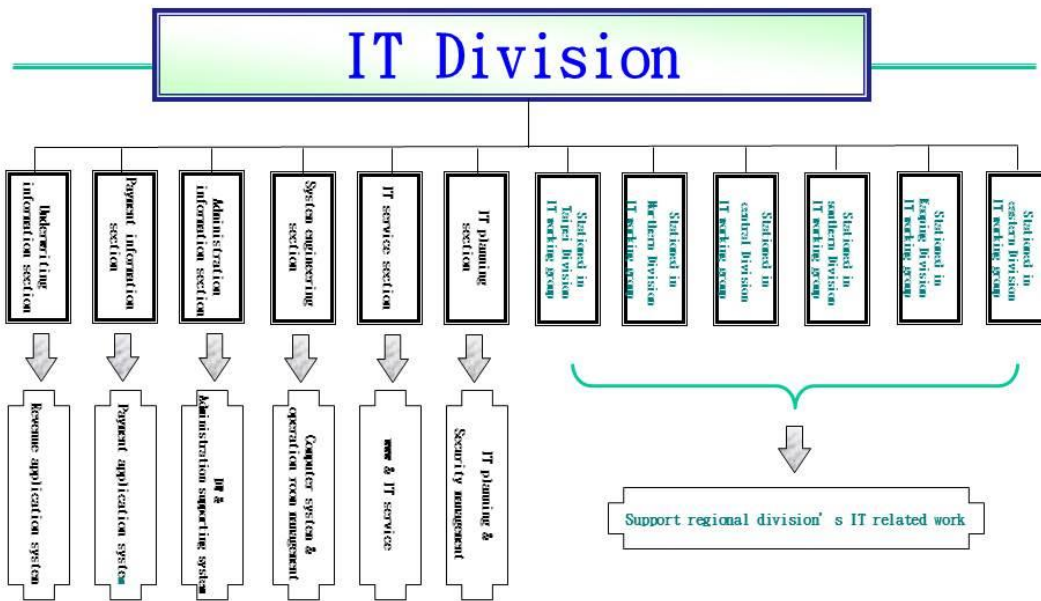 IT Division
Underwriting
information section
Payment information
section
Administration
information section
System engineering
section
IT service section
IT planning
section
Stationed in
Taipei Division
IT working group
Stationed in
Northern Division
IT working group
Stationed in
central Division
IT working group
Stationed in
southern Division
IT working group
Stationed in
Kaoping Division
IT working group
Stationed in
eastern Division
IT working group
Revenue application system
Payment application system
DW &
Administration supporting system
Computer system &
operation room management
www & IT service
IT planning &
Security management
Support regional division's IT related work